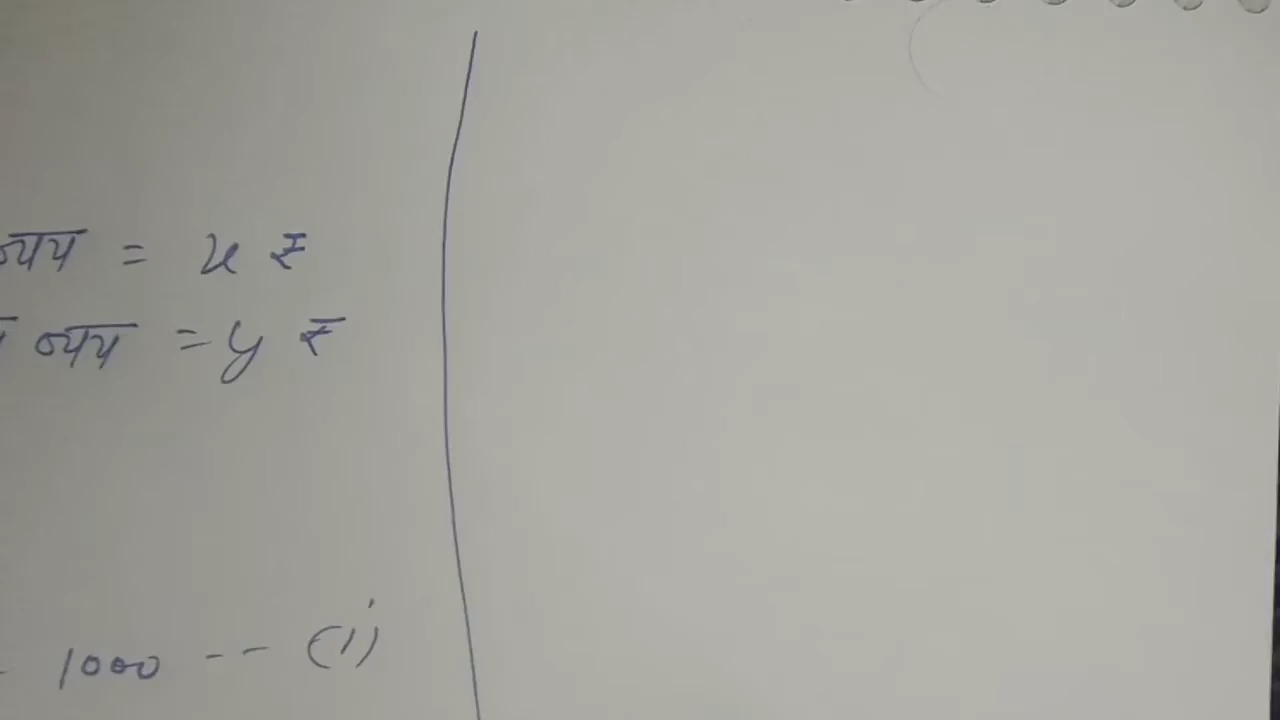 व्यय = x ₹
व्यय = y ₹
1000 -- (i)